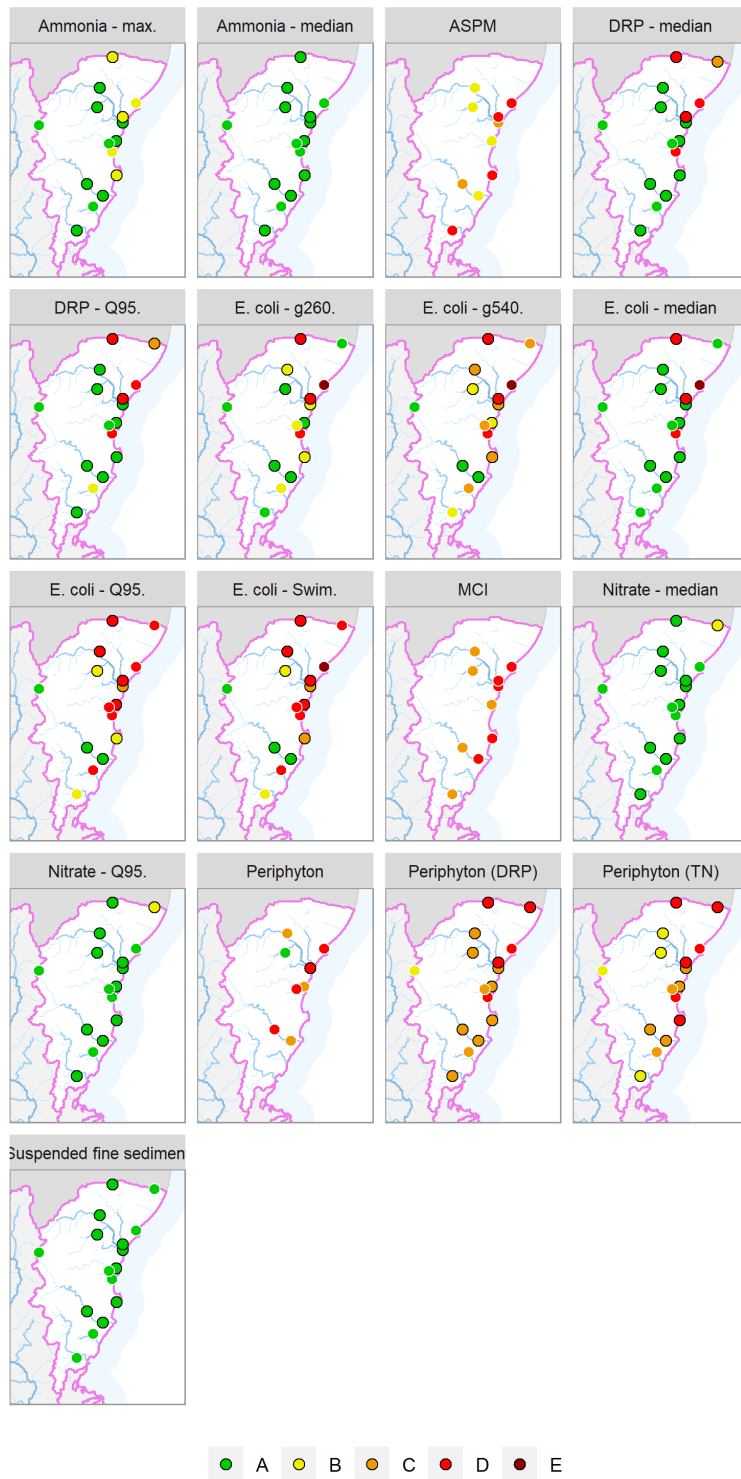 Ammonia - max.
Ammonia - median
ASPM
DRP - median
DRP - Q95.
E. coli - g260.
E. coli - g540.
E. coli - median
E. coli - Q95.
E. coli - Swim.
MCI
Nitrate - median
Nitrate - Q95.
Periphyton
Periphyton (DRP)
Periphyton (TN)
Suspended fine sedimen
A B C D E